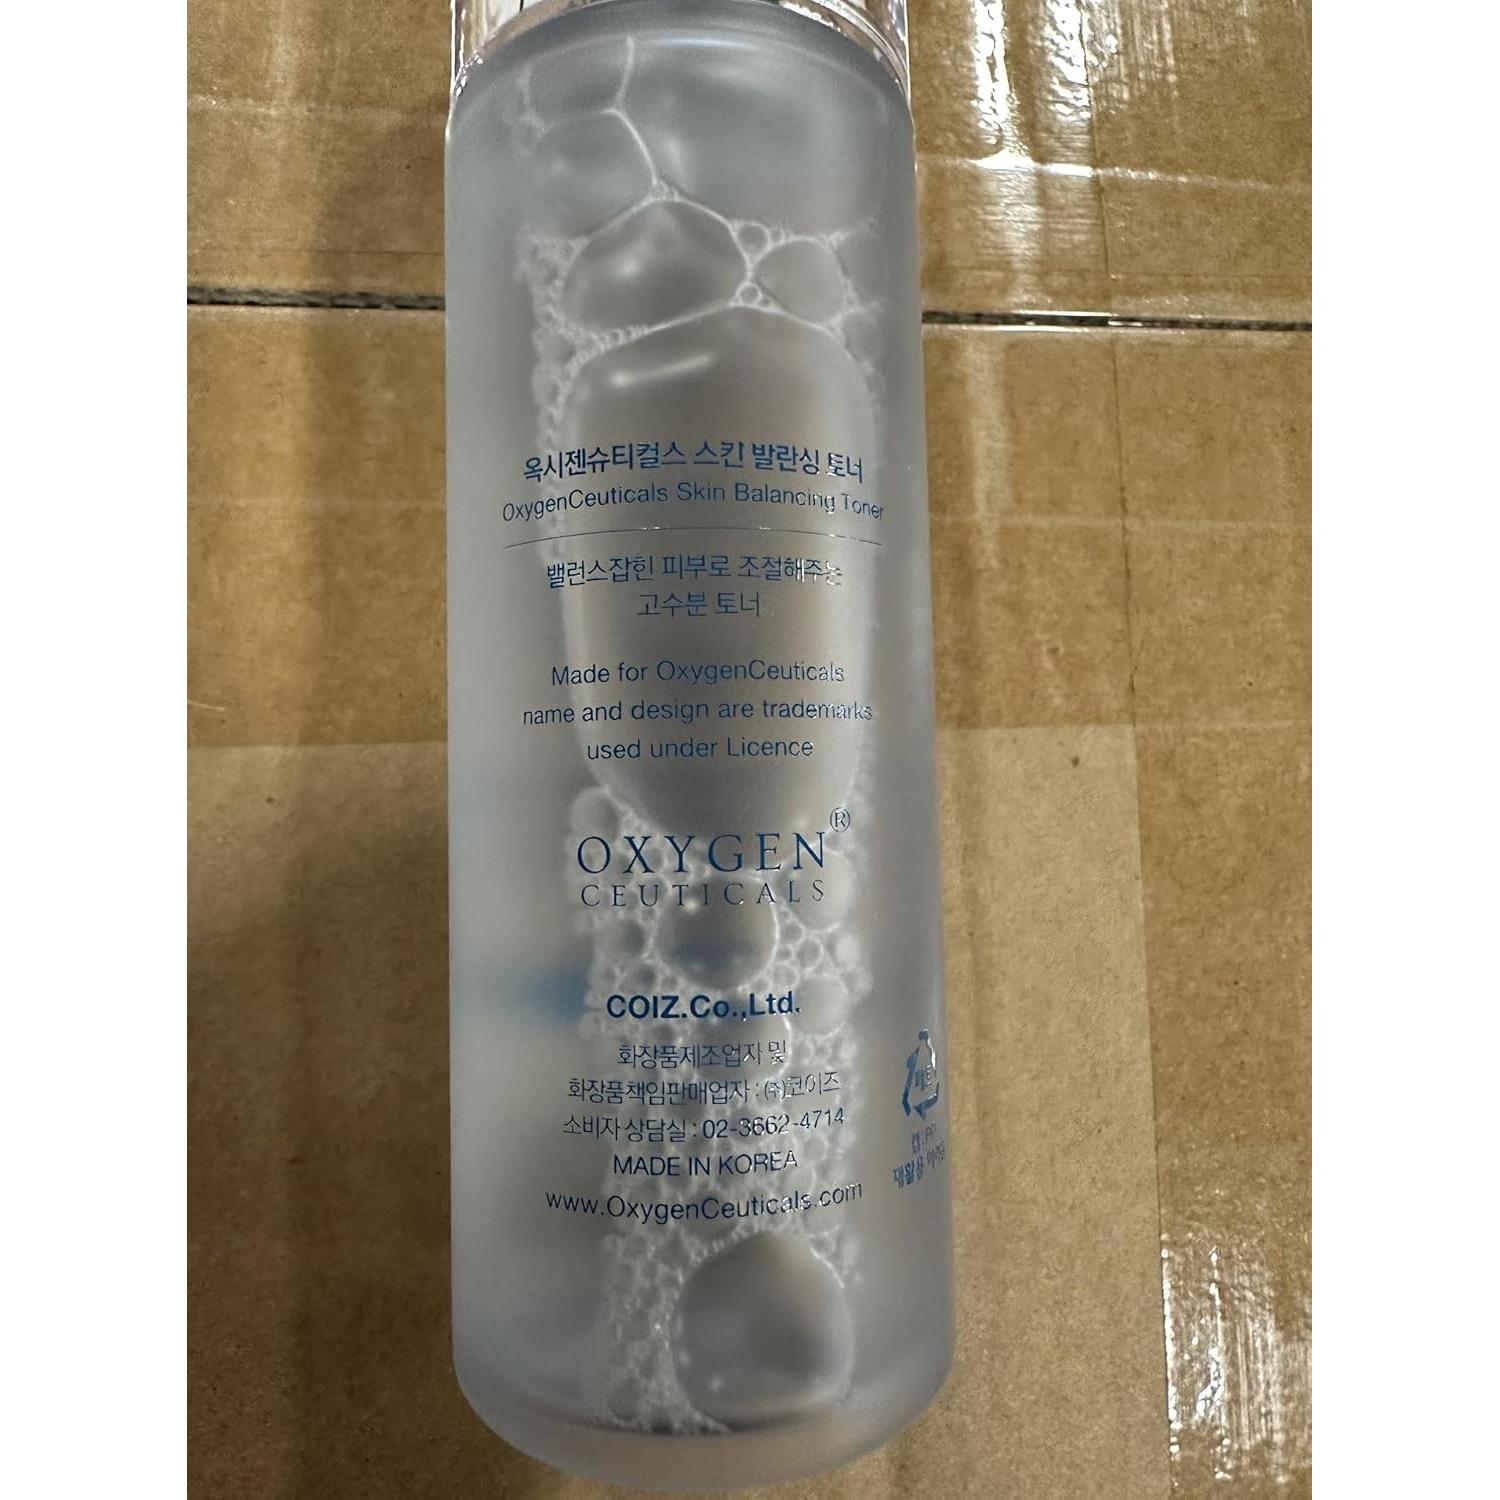 옥시젠슈티컬스 스킨 발란싱 토너
OxygenCeuticals Skin Balancing Toner
밸런스잡힌 피부로 조절해주는
고수분 토너
Made for OxygenCeuticals
name and design are trademarks
used under Licence
OXYGEN®
CEUTICALS
COIZ.Co.,Ltd.
화장품제조업자 및
화장품책임판매업자 : (주)코이즈
소비자 상담실 : 02-3662-4714
MADE IN KOREA
www.OxygenCeuticals.com
재활용